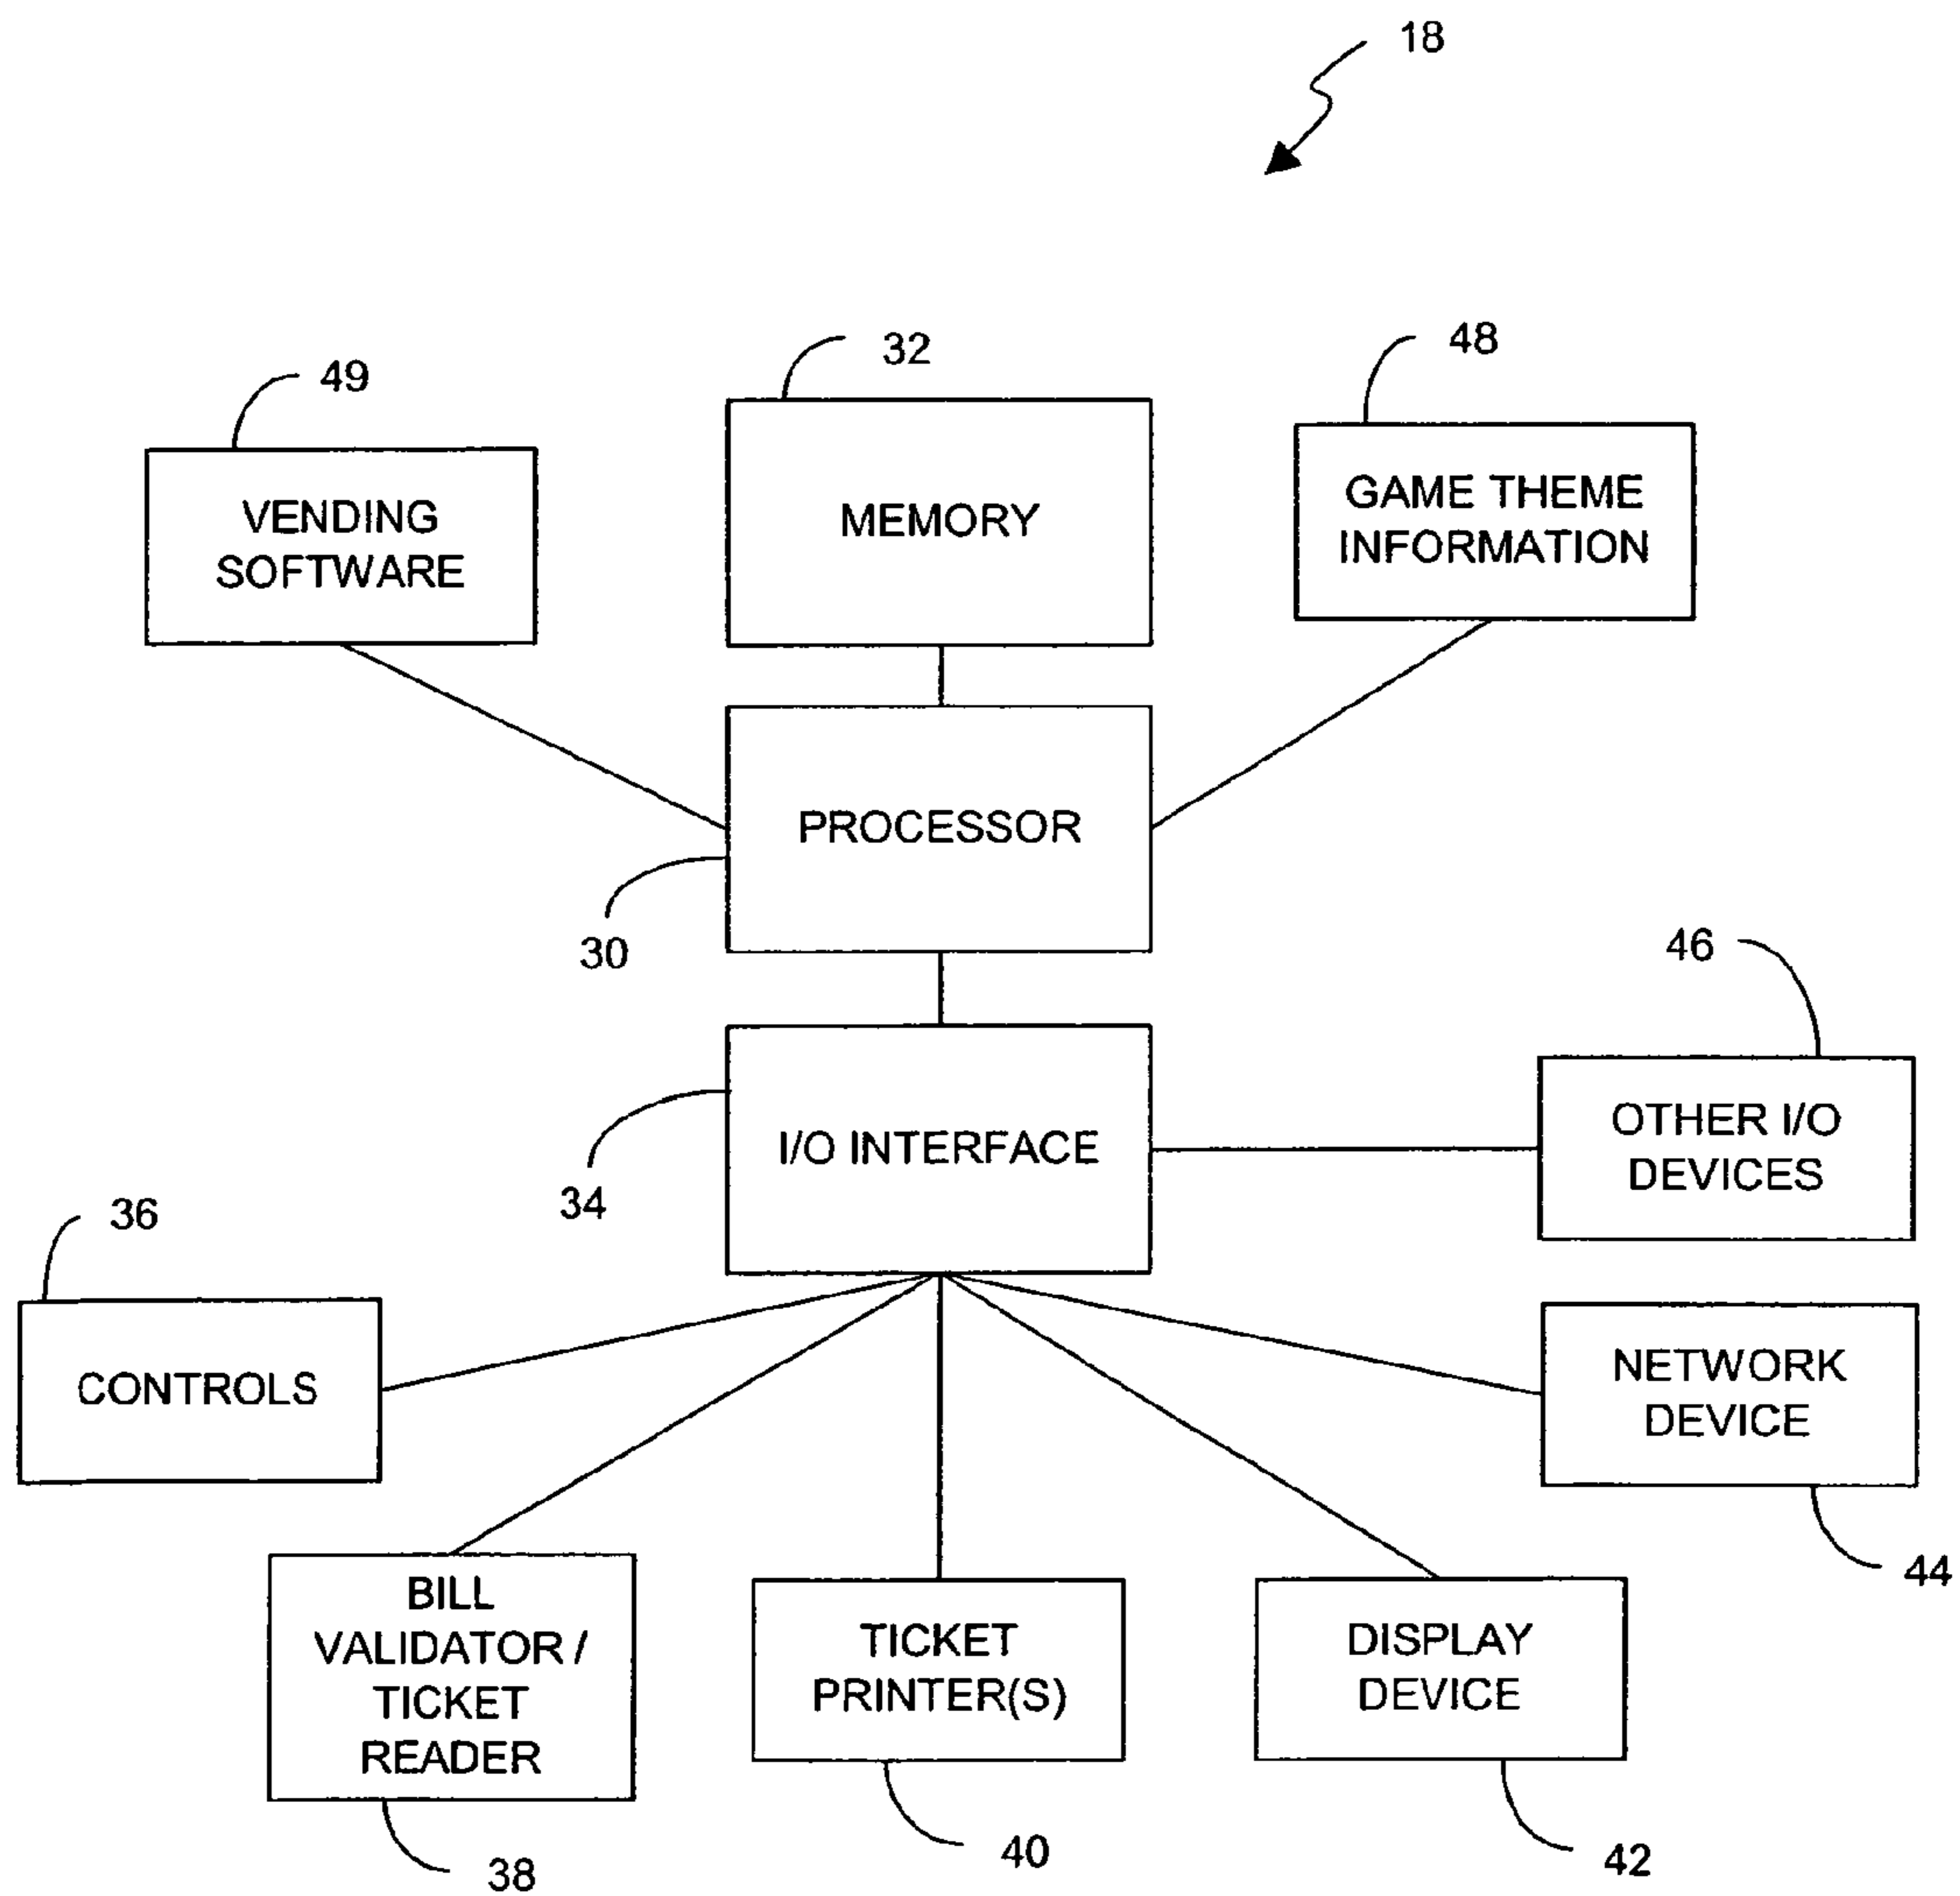 18
32
48
49
VENDING
SOFTWARE
MEMORY
GAME THEME
INFORMATION
PROCESSOR
30
46
I/O INTERFACE
34
OTHER I/O
DEVICES
36
CONTROLS
NETWORK
DEVICE
44
BILL
VALIDATOR /
TICKET
READER
TICKET
PRINTER(S)
DISPLAY
DEVICE
38
40
42